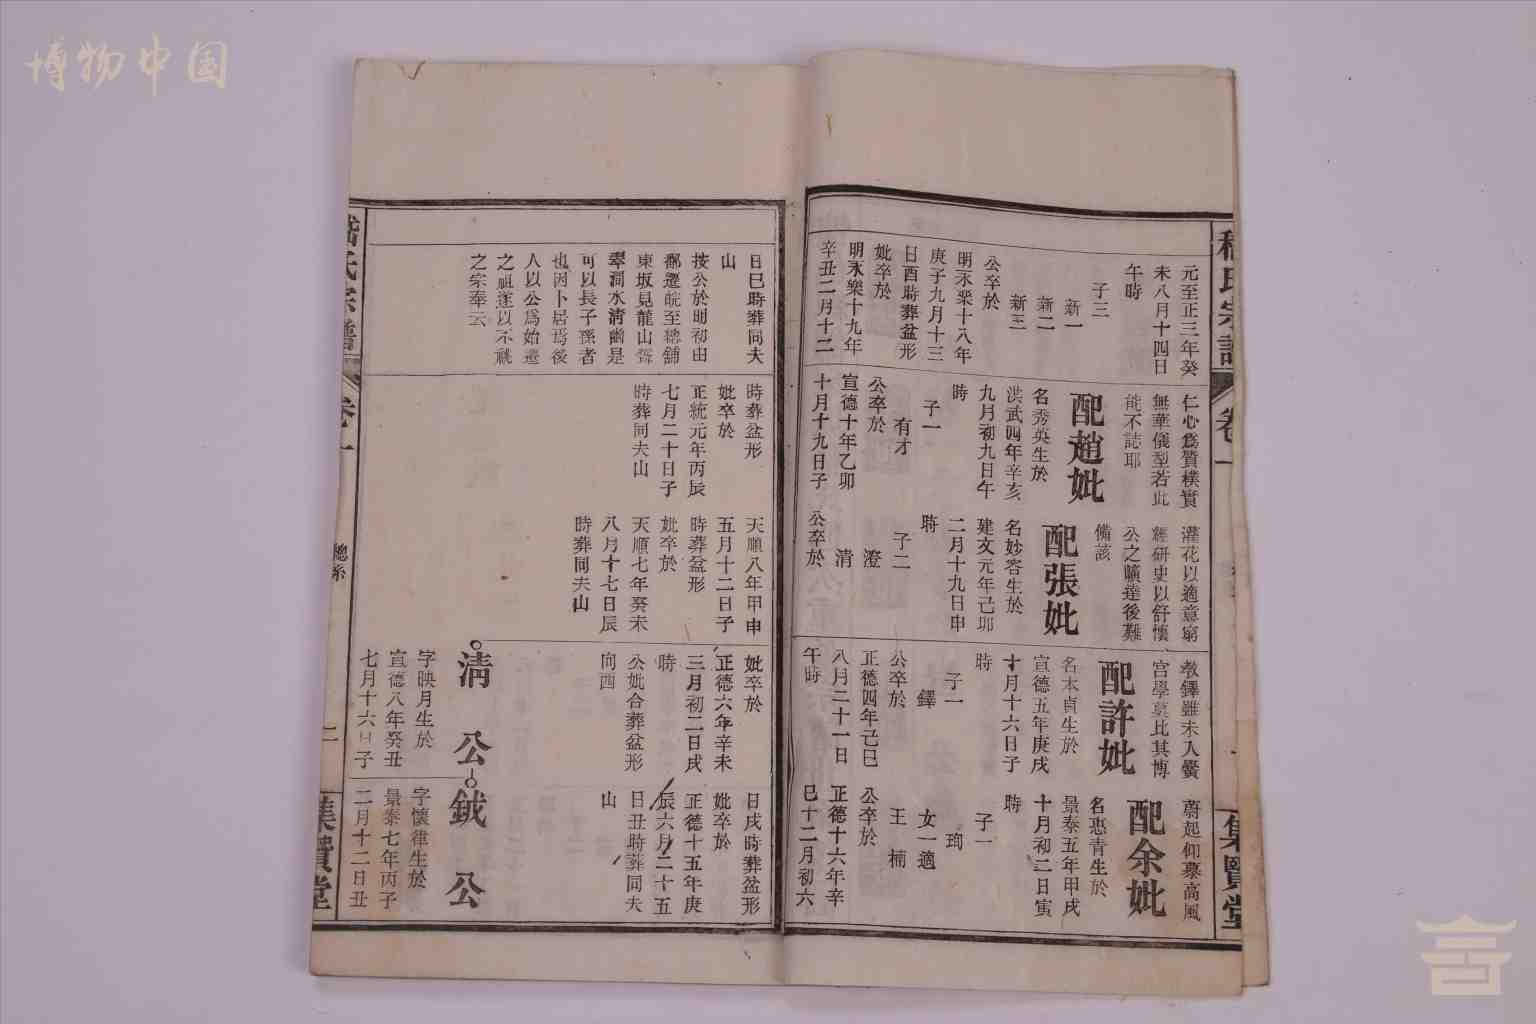 博物中国
氏宗譜
卷一
集賢堂
元至正三年癸
未八月十四日
午時
子三
新一
新二
新三
公卒於
明永樂十八年
庚子九月十三
日酉時葬盆形
妣卒於
明永樂十九年
辛丑二月十二
仁心為質樸實
無華儀型若此
能不誌耶
配趙妣
名秀英生於
洪武四年辛亥
九月初九日午
時
子一
有才
公卒於
宣德十年乙卯
十月十九日子
灌花以適意窮
經研史以舒懷
公之曠達後難
備該
配張妣
名妙容生於
建文元年己卯
二月十九日申
時
子二
澄
清
公卒於
教鐸雖未入黌
宮學莫比其博
配許妣
名本貞生於
宣德五年庚戌
十月十六日子
時
子一
鐸
公卒於
正德四年己巳
八月二十一日
午時
蔚起仰慕高風
配余妣
名惠青生於
景泰五年甲戌
十月初二日寅
時
子一
珣
女一適
王楠
公卒於
正德十六年辛
巳十二月初六
日巳時葬同夫
山
按公於明初由
鄱遷皖至總舖
東坂見龍山聳
翠潤水清幽是
可以長子孫者
也因卜居焉後
人以公為始遷
之祖遂以不祧
之宗奉云
時葬盆形
妣卒於
正統元年丙辰
七月二十日子
時葬同夫山
天順八年甲申
五月十二日子
時葬盆形
妣卒於
天順七年癸未
八月十七日辰
時葬同夫山
妣卒於
正德六年辛未
三月初二日戌
時
公妣合葬盆形
向酉
清公
字映月生於
宣德八年癸丑
七月十六日子
日戌時葬盆形
妣卒於
正德十五年庚
辰六月二十五
日丑時葬同夫
山
鉞公
字懷律生於
景泰七年丙子
二月十二日丑
氏宗譜
卷一
總系
二
集賢堂